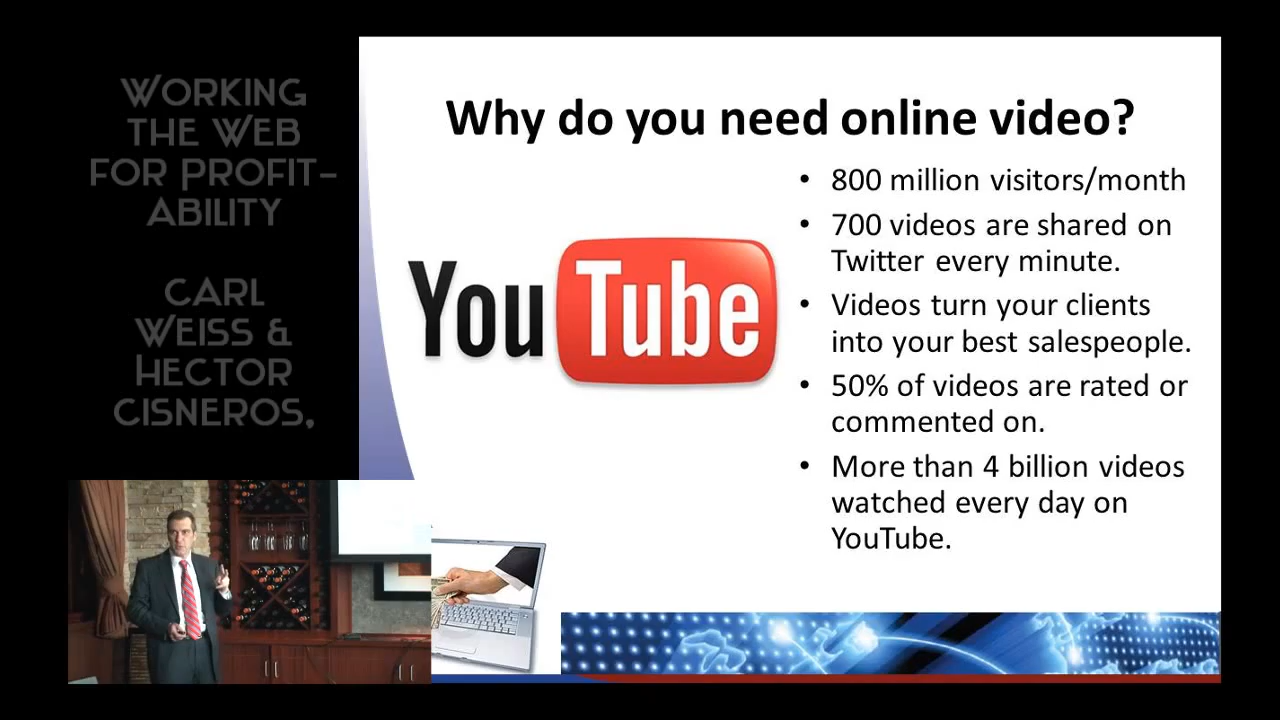 WORKING
THE WEB
FOR PROFIT-
ABILITY
CARL
WEISS &
HECTOR
CISNEROS,
Why do you need online video?
YouTube
• 800 million visitors/month
• 700 videos are shared on
Twitter every minute.
• Videos turn your clients
into your best salespeople.
• 50% of videos are rated or
commented on.
• More than 4 billion videos
watched every day on
YouTube.